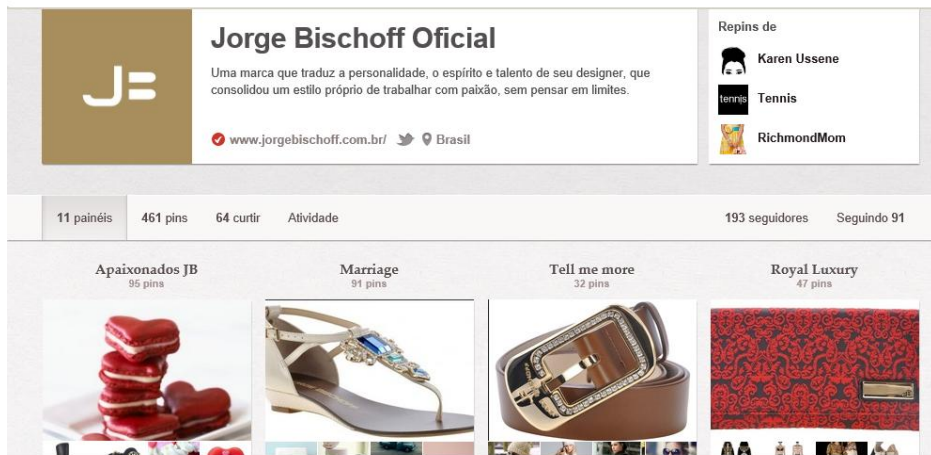 JB
Jorge Bischoff Oficial
Uma marca que traduz a personalidade, o espírito e talento de seu designer, que
consolidou um estilo próprio de trabalhar com paixão, sem pensar em limites.
www.jorgebischoff.com.br/ Brasil
Repins de
Karen Ussene
tennis Tennis
RichmondMom
11 painéis 461 pins 64 curtir Atividade 193 seguidores Seguindo 91
Apaixonados JB
95 pins
Marriage
91 pins
Tell me more
32 pins
Royal Luxury
47 pins